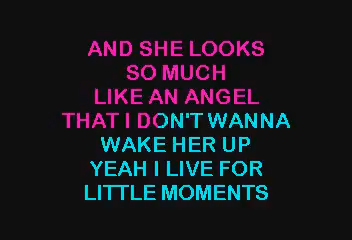 AND SHE LOOKS
SO MUCH
LIKE AN ANGEL
THAT I DON'T WANNA
WAKE HER UP
YEAH I LIVE FOR
LITTLE MOMENTS